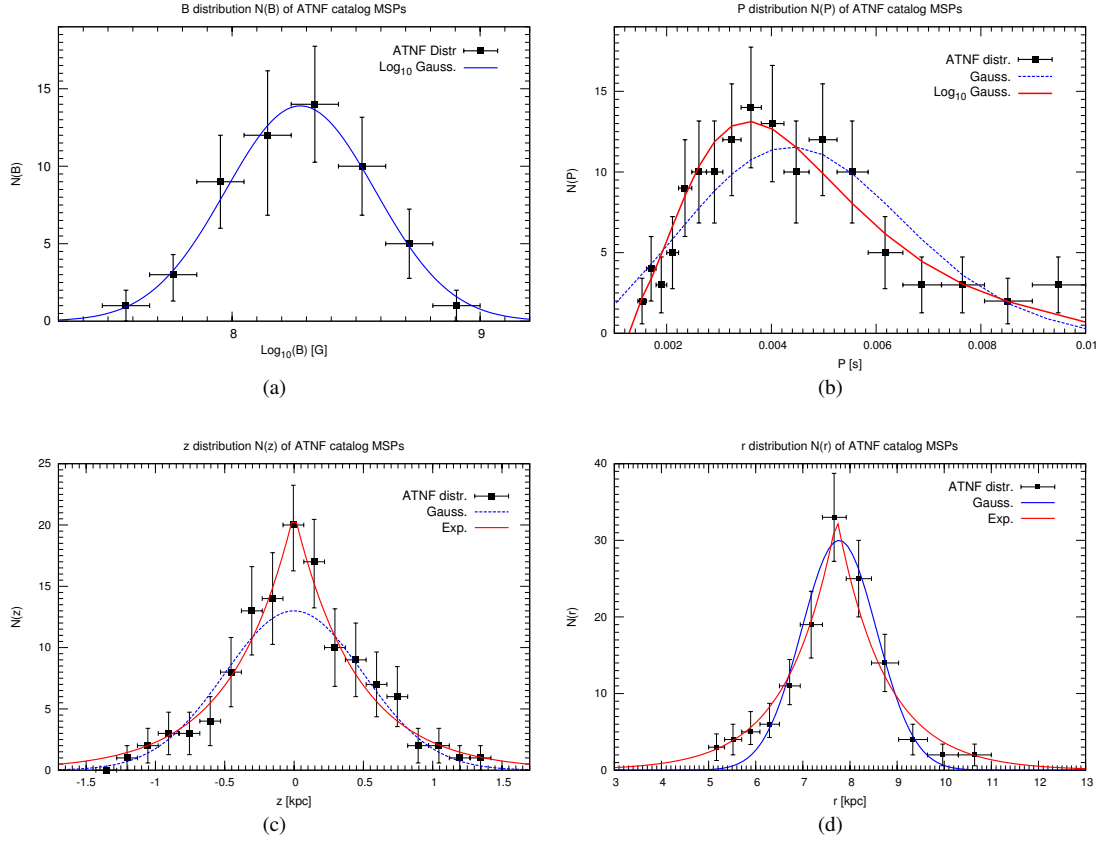 B distribution N(B) of ATNF catalog MSPs
ATNF Distr
Log10 Gauss.
N(B)
15
10
5
0
8
9
Log10(B) [G]
(a)
P distribution N(P) of ATNF catalog MSPs
ATNF distr.
Gauss.
Log10 Gauss.
N(P)
15
10
5
0
0.002
0.004
0.006
0.008
0.01
P [s]
(b)
z distribution N(z) of ATNF catalog MSPs
ATNF distr.
Gauss.
Exp.
N(z)
25
20
15
10
5
0
-1.5
-1
-0.5
0
0.5
1
1.5
z [kpc]
(c)
r distribution N(r) of ATNF catalog MSPs
ATNF distr.
Gauss.
Exp.
N(r)
40
30
20
10
0
3
4
5
6
7
8
9
10
11
12
13
r [kpc]
(d)